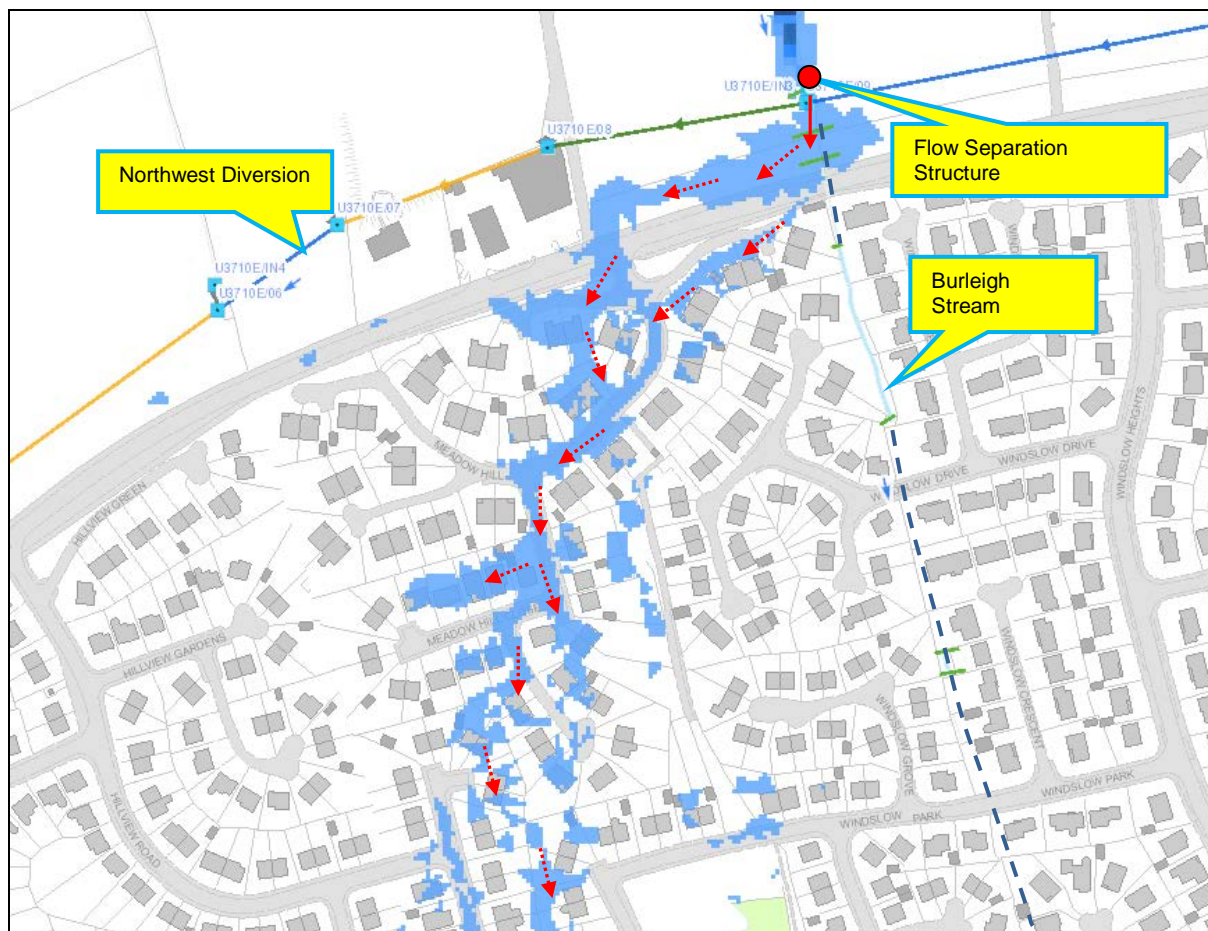 U3710E/IN3
E/09
U3710E/08
Flow Separation
Structure
Northwest Diversion
U3710E/07
U3710E/IN4
U3710E/06
Burleigh
Stream
WINDSLOW HEIGHTS
MEADOW HILL
WINDSLOW DRIVE
WINDSLOW DRIVE
HILLVIEW GREEN
MEADOW HILL
HILLVIEW GARDENS
WINDSLOW CRESCENT
WINDSLOW GROVE
WINDSLOW PARK
WINDSLOW PARK
HILLVIEW ROAD